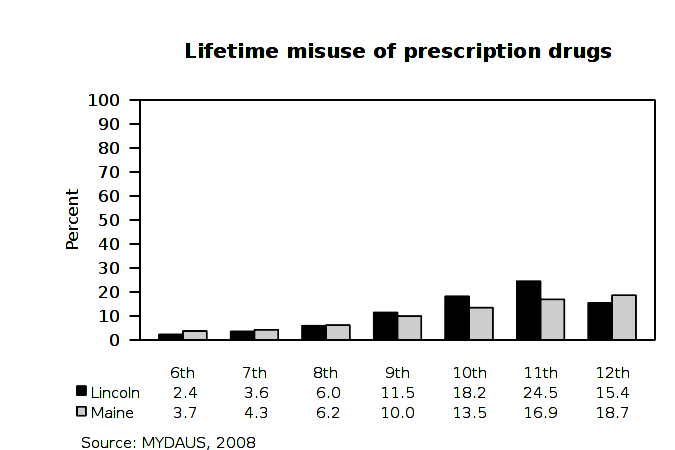 Lifetime misuse of prescription drugs
100
90
80
70
60
50
40
30
20
10
0
Percent
6th 7th 8th 9th 10th 11th 12th
Lincoln 2.4 3.6 6.0 11.5 18.2 24.5 15.4
Maine 3.7 4.3 6.2 10.0 13.5 16.9 18.7
Source: MYDAUS, 2008